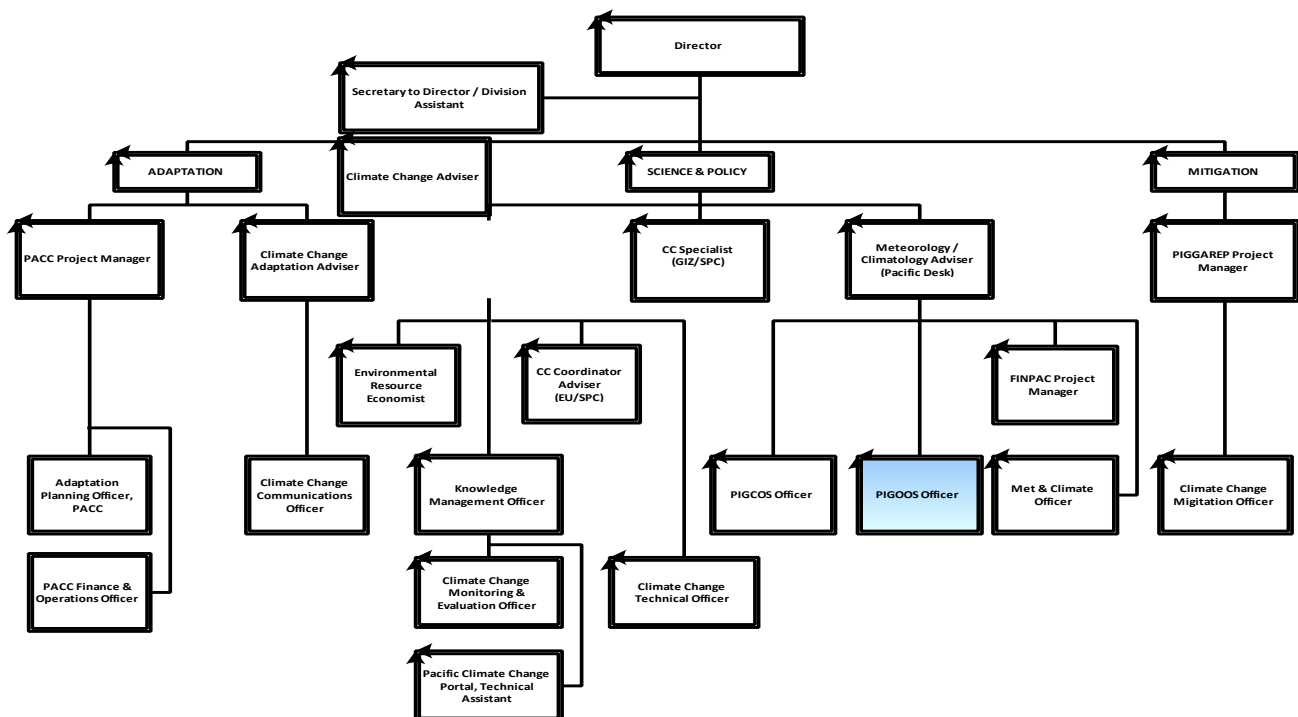 Director
Secretary to Director / Division
Assistant
ADAPTATION
Climate Change Adviser
SCIENCE & POLICY
MITIGATION
PACC Project Manager
Climate Change
Adaptation Adviser
CC Specialist
(GIZ/SPC)
Meteorology /
Climatology Adviser
(Pacific Desk)
PIGGAREP Project
Manager
Environmental
Resource
Economist
CC Coordinator
Adviser
(EU/SPC)
FINPAC Project
Manager
Adaptation
Planning Officer,
PACC
Climate Change
Communications
Officer
Knowledge
Management Officer
PIGCOS Officer
PIGOOS Officer
Met & Climate
Officer
Climate Change
Migitation Officer
PACC Finance &
Operations Officer
Climate Change
Monitoring &
Evaluation Officer
Climate Change
Technical Officer
Pacific Climate Change
Portal, Technical
Assistant